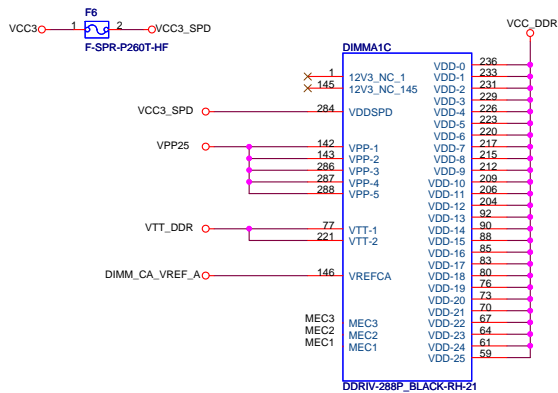 F6
VCC3 1 2 VCC3_SPD
F-SPR-P260T-HF
VCC_DDR
DIMMA1C
1 12V3_NC_1
145 12V3_NC_145
VCC3_SPD 284 VDDSPD
VPP25 142 VPP-1
143 VPP-2
286 VPP-3
287 VPP-4
288 VPP-5
VTT_DDR 77 VTT-1
221 VTT-2
DIMM_CA_VREF_A 146 VREFCA
MEC3 MEC3
MEC2 MEC2
MEC1 MEC1
VDD-0 236
VDD-1 233
VDD-2 231
VDD-3 229
VDD-4 226
VDD-5 223
VDD-6 220
VDD-7 217
VDD-8 215
VDD-9 212
VDD-10 209
VDD-11 206
VDD-12 204
VDD-13 92
VDD-14 90
VDD-15 88
VDD-16 85
VDD-17 83
VDD-18 80
VDD-19 76
VDD-20 73
VDD-21 70
VDD-22 67
VDD-23 64
VDD-24 61
VDD-25 59
DDRIV-288P_BLACK-RH-21